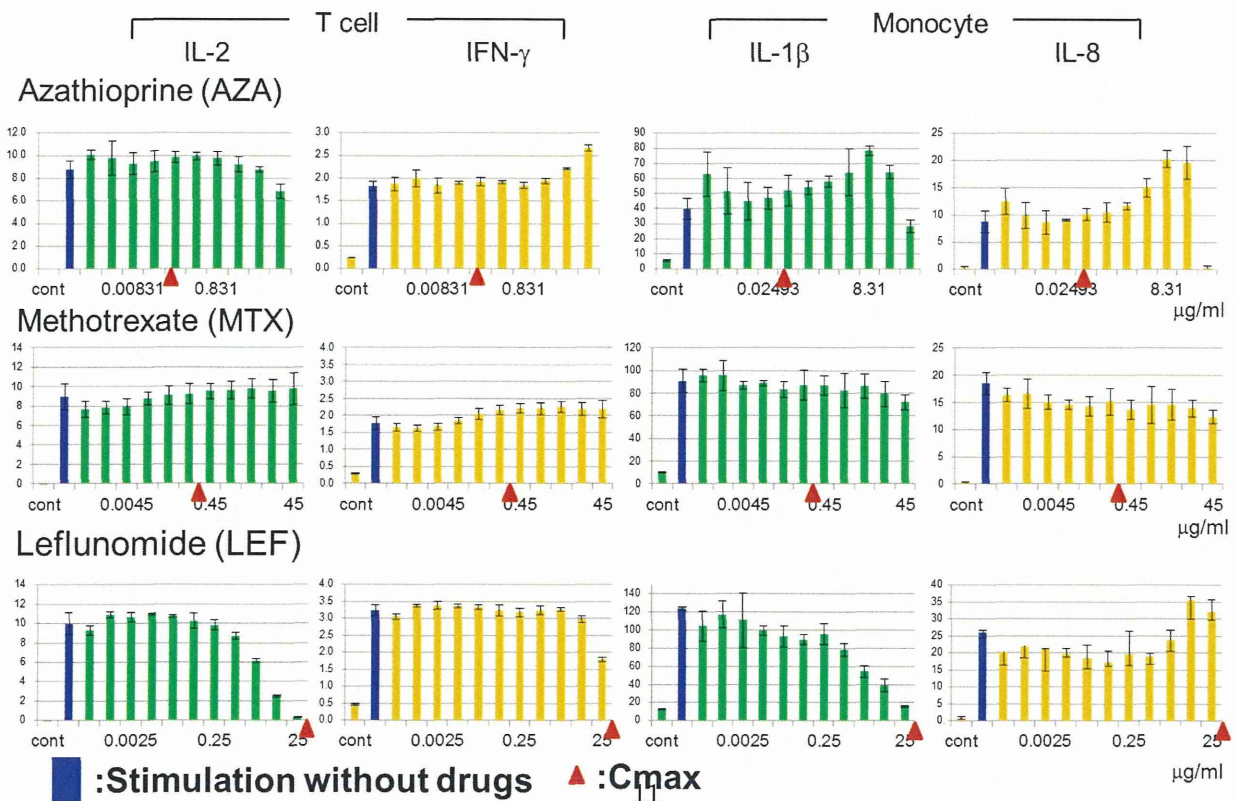 T cell Monocyte
IL-2 IFN-γ IL-1β IL-8
Azathioprine (AZA)
12.0 10.0 8.0 6.0 4.0 2.0 0.0
3.0 2.5 2.0 1.5 1.0 0.5 0.0
90 80 70 60 50 40 30 20 10 0
25 20 15 10 5 0
cont 0.00831 0.831 cont 0.00831 0.831 cont 0.02493 8.31 cont 0.02493 8.31
μg/ml
Methotrexate (MTX)
14 12 10 8 6 4 2 0
4.0 3.5 3.0 2.5 2.0 1.5 1.0 0.5 0.0
120 100 80 60 40 20 0
25 20 15 10 5 0
cont 0.0045 0.45 45 cont 0.0045 0.45 45 cont 0.0045 0.45 45 cont 0.0045 0.45 45
μg/ml
Leflunomide (LEF)
14 12 10 8 6 4 2 0
4.0 3.5 3.0 2.5 2.0 1.5 1.0 0.5 0.0
140 120 100 80 60 40 20 0
40 35 30 25 20 15 10 5 0
cont 0.0025 0.25 25 cont 0.0025 0.25 25 cont 0.0025 0.25 25 cont 0.0025 0.25 25
:Stimulation without drugs :Cmax μg/ml